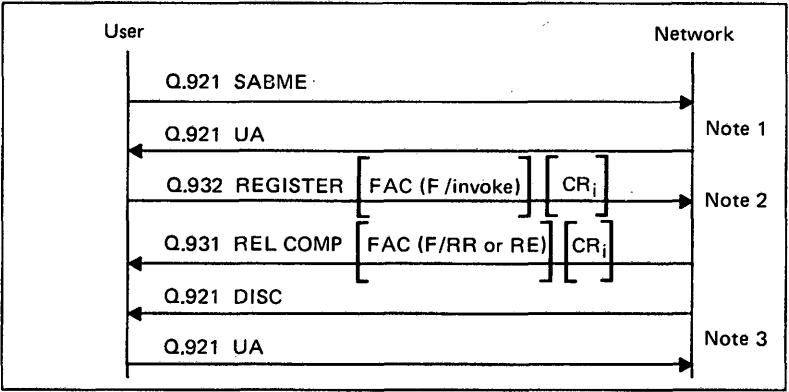 User Network
Q.921 SABME
Note 1
Q.921 UA
Q.932 REGISTER [FAC (F/invoke)] [CRi]
Note 2
Q.931 REL COMP [FAC (F/RR or RE)] [CRi]
Q.921 DISC
Note 3
Q.921 UA